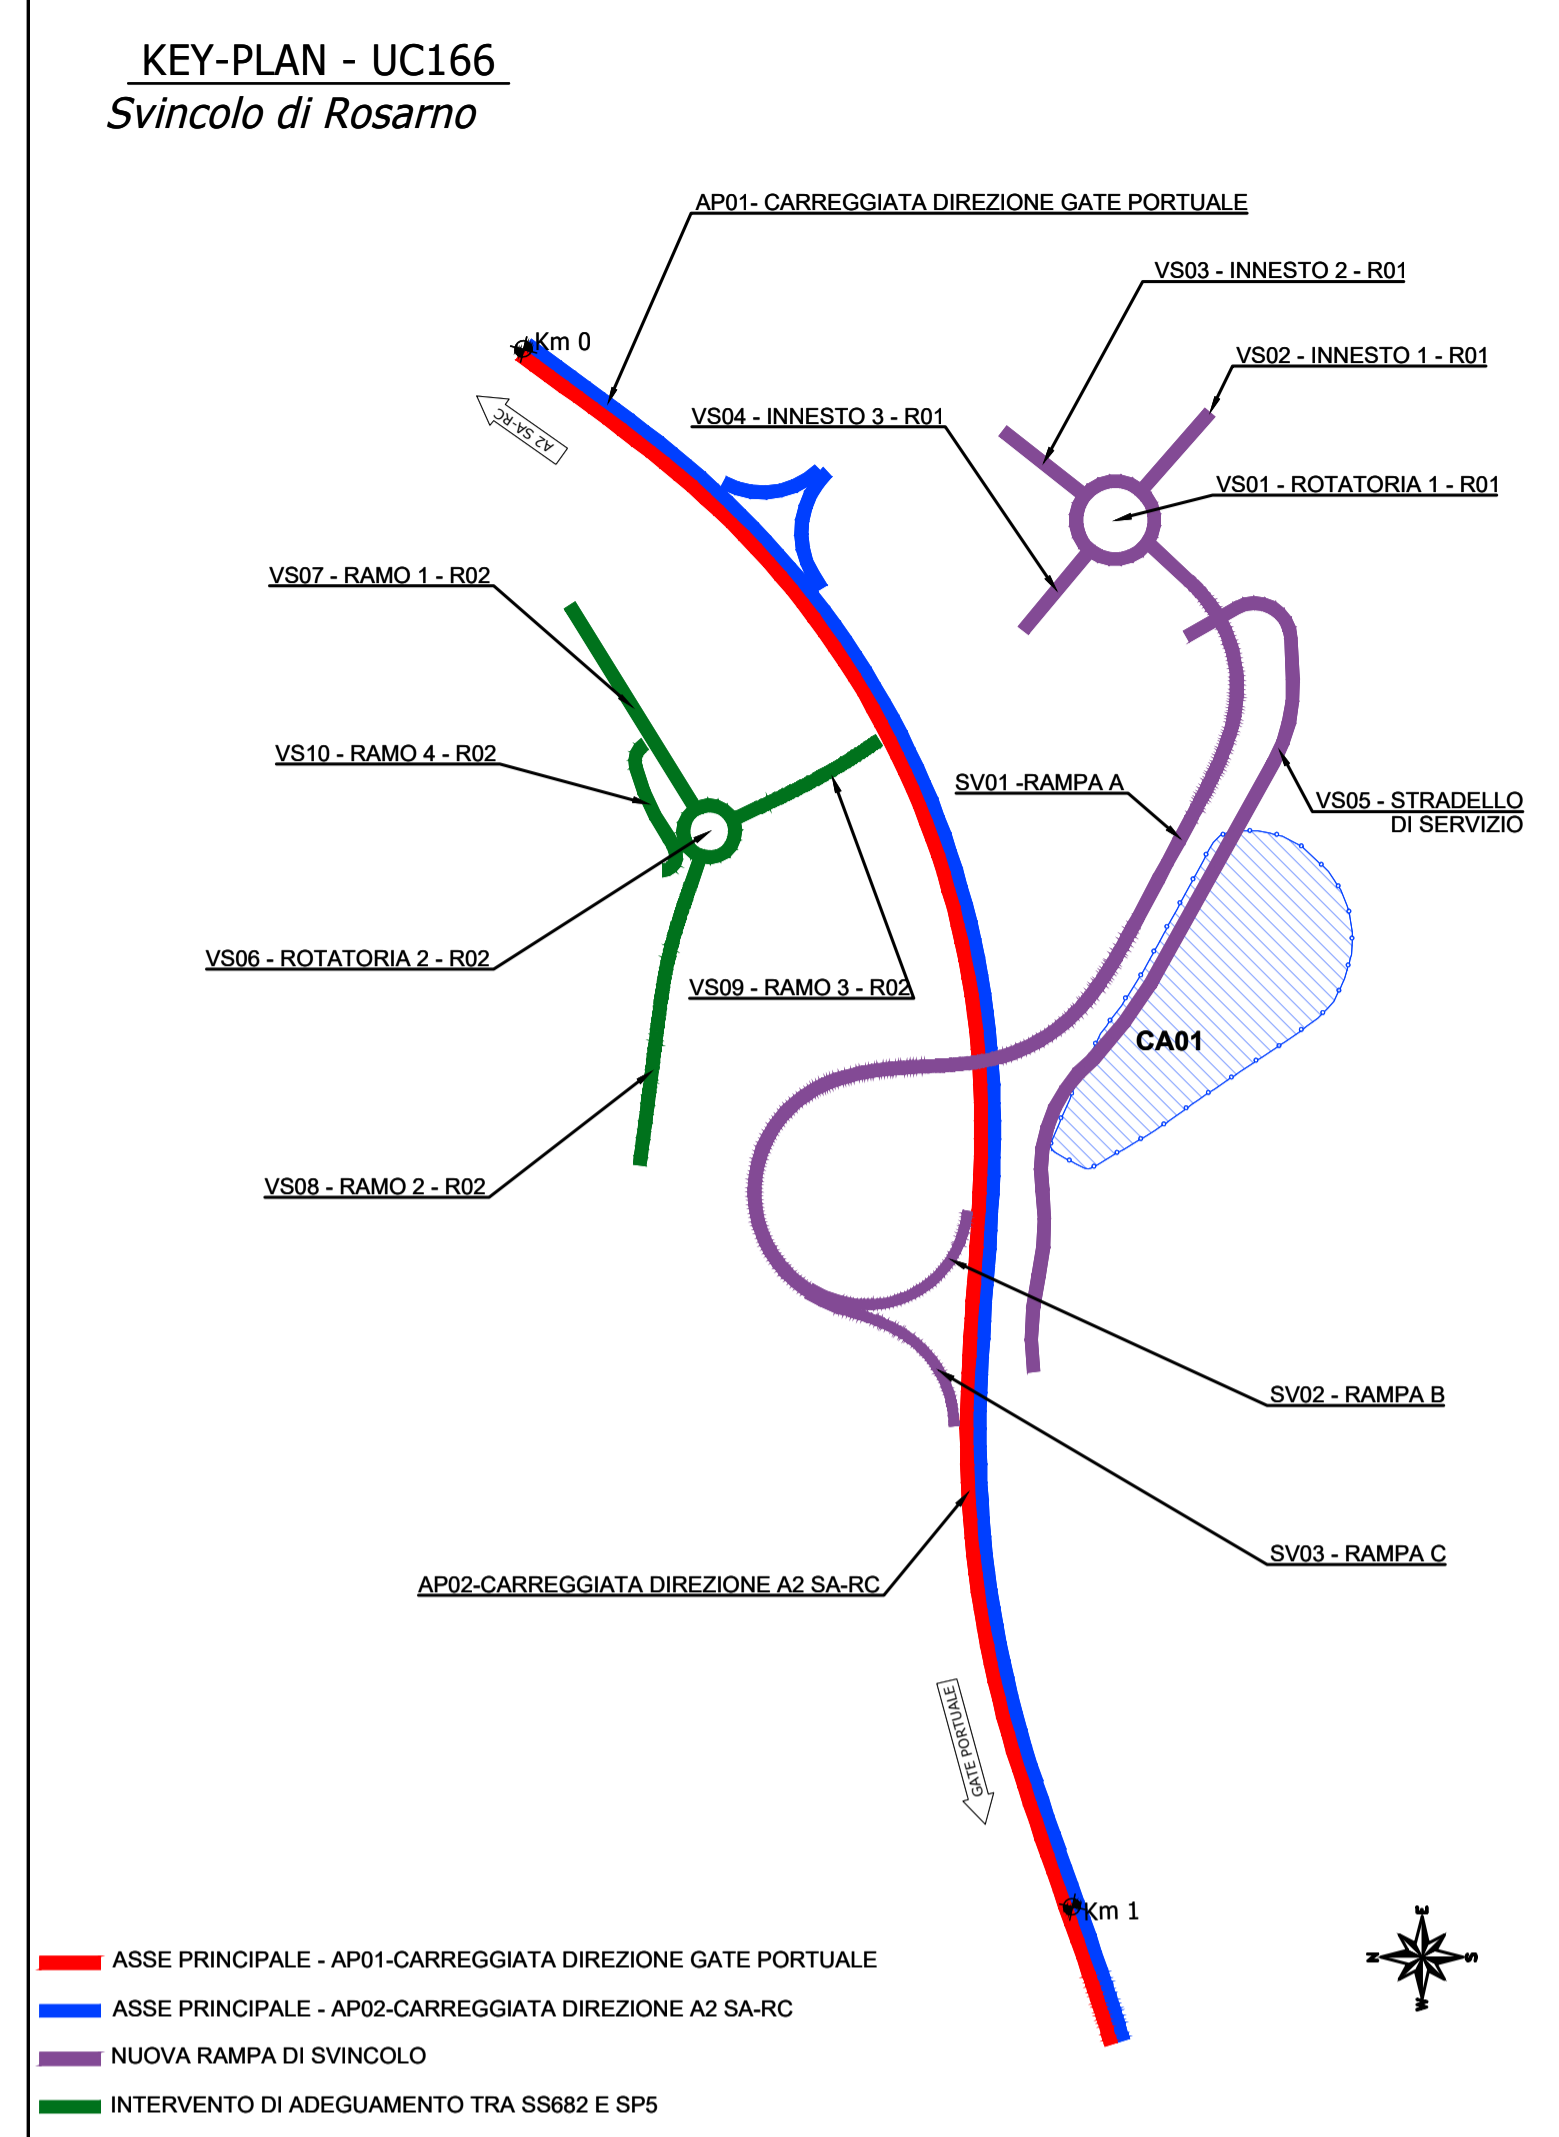 KEY-PLAN - UC166
Svincolo di Rosarno
AP01- CARREGGIATA DIREZIONE GATE PORTUALE
VS03 - INNESTO 2 - R01
Km 0
VS02 - INNESTO 1 - R01
A2 SA-RC
VS04 - INNESTO 3 - R01
VS01 - ROTATORIA 1 - R01
VS07 - RAMO 1 - R02
VS10 - RAMO 4 - R02
SV01 -RAMPA A
VS05 - STRADELLO
DI SERVIZIO
VS06 - ROTATORIA 2 - R02
VS09 - RAMO 3 - R02
CA01
VS08 - RAMO 2 - R02
SV02 - RAMPA B
SV03 - RAMPA C
AP02-CARREGGIATA DIREZIONE A2 SA-RC
GATE PORTUALE
Km 1
E
N
S
W
ASSE PRINCIPALE - AP01-CARREGGIATA DIREZIONE GATE PORTUALE
ASSE PRINCIPALE - AP02-CARREGGIATA DIREZIONE A2 SA-RC
NUOVA RAMPA DI SVINCOLO
INTERVENTO DI ADEGUAMENTO TRA SS682 E SP5